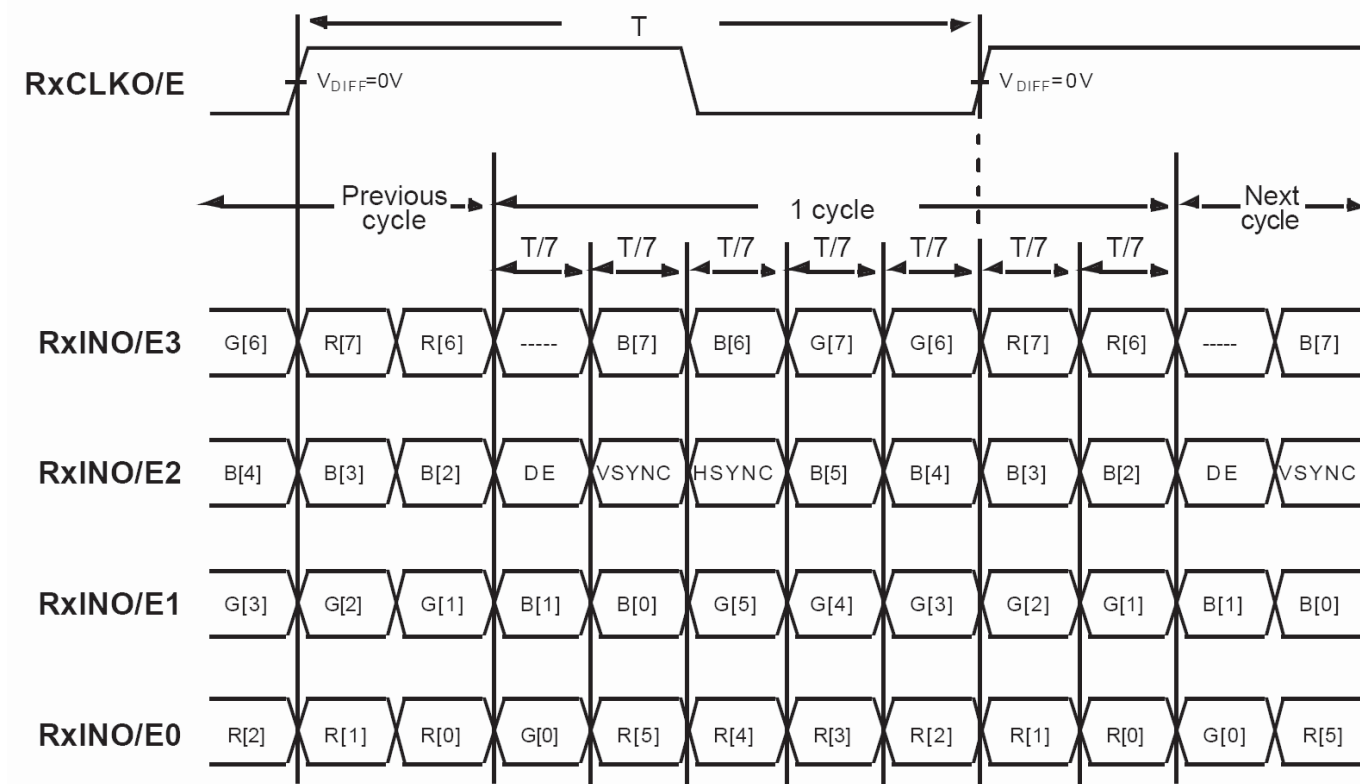 T
RxCLKO/E
VDIFF=0V
VDIFF=0V
Previous cycle
1 cycle
Next cycle
T/7 T/7 T/7 T/7 T/7 T/7 T/7
RxINO/E3 G[6] R[7] R[6] ----- B[7] B[6] G[7] G[6] R[7] R[6] ----- B[7]
RxINO/E2 B[4] B[3] B[2] DE VSYNC HSYNC B[5] B[4] B[3] B[2] DE VSYNC
RxINO/E1 G[3] G[2] G[1] B[1] B[0] G[5] G[4] G[3] G[2] G[1] B[1] B[0]
RxINO/E0 R[2] R[1] R[0] G[0] R[5] R[4] R[3] R[2] R[1] R[0] G[0] R[5]